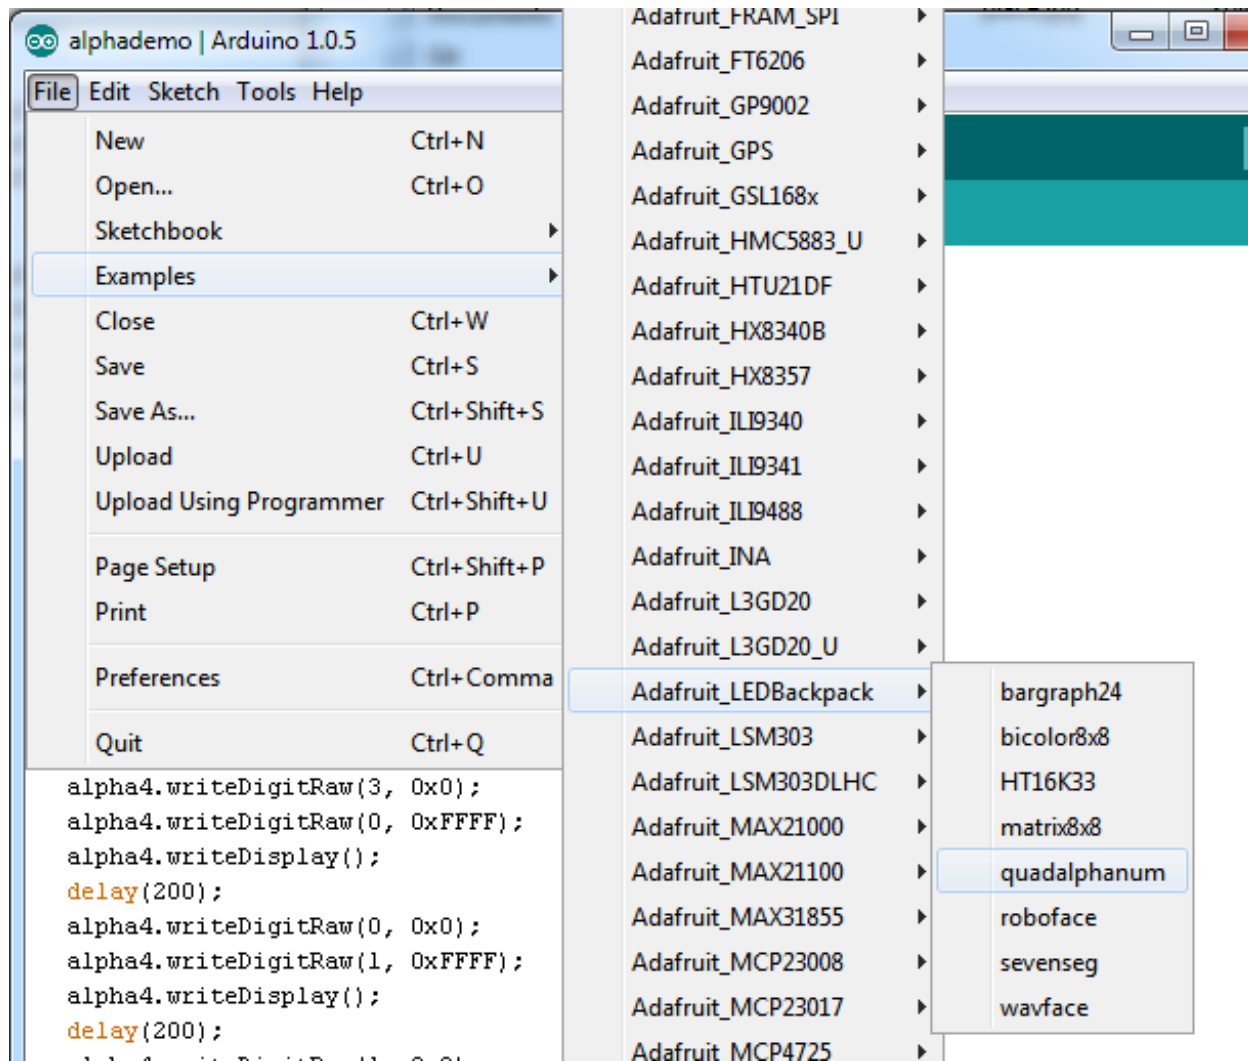 alphademo | Arduino 1.0.5
File Edit Sketch Tools Help
New Ctrl+N
Open... Ctrl+O
Sketchbook
Examples
Close Ctrl+W
Save Ctrl+S
Save As... Ctrl+Shift+S
Upload Ctrl+U
Upload Using Programmer Ctrl+Shift+U
Page Setup Ctrl+Shift+P
Print Ctrl+P
Preferences Ctrl+Comma
Quit Ctrl+Q
alpha4.writeDigitRaw(3, 0x0);
alpha4.writeDigitRaw(0, 0xFFFF);
alpha4.writeDisplay();
delay(200);
alpha4.writeDigitRaw(0, 0x0);
alpha4.writeDigitRaw(1, 0xFFFF);
alpha4.writeDisplay();
delay(200);
Adafruit_FRAM_SPI
Adafruit_FT6206
Adafruit_GP9002
Adafruit_GPS
Adafruit_GSL168x
Adafruit_HMC5883_U
Adafruit_HTU21DF
Adafruit_HX8340B
Adafruit_HX8357
Adafruit_ILI9340
Adafruit_ILI9341
Adafruit_ILI9488
Adafruit_INA
Adafruit_L3GD20
Adafruit_L3GD20_U
Adafruit_LEDBackpack
Adafruit_LSM303
Adafruit_LSM303DLHC
Adafruit_MAX21000
Adafruit_MAX21100
Adafruit_MAX31855
Adafruit_MCP23008
Adafruit_MCP23017
Adafruit_MCP4725
bargraph24
bicolor8x8
HT16K33
matrix8x8
quadalphanum
roboface
sevenseg
wavface